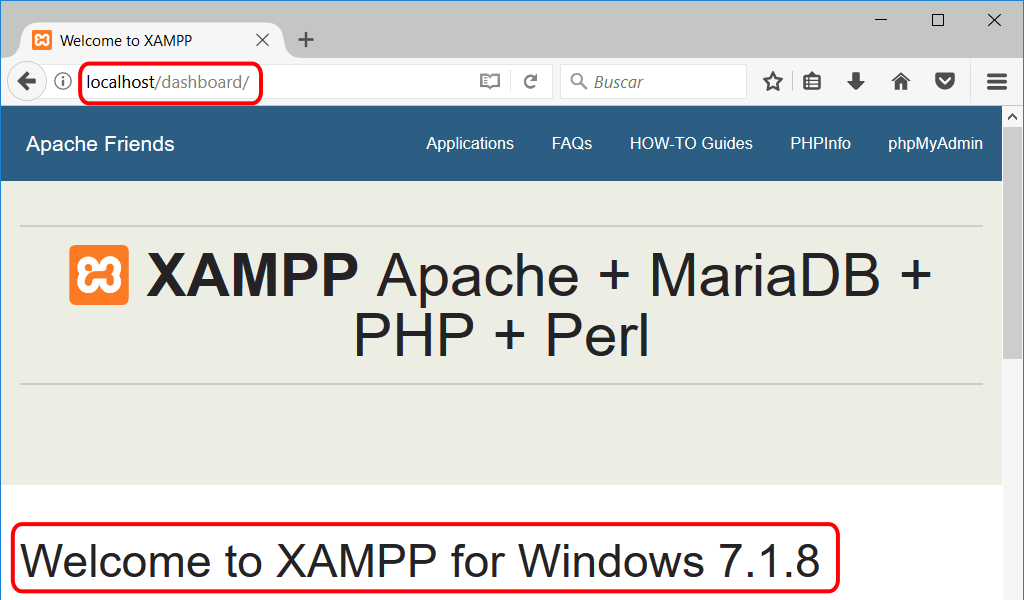 Welcome to XAMPP
localhost/dashboard/
Buscar
Apache Friends
Applications
FAQs
HOW-TO Guides
PHPInfo
phpMyAdmin
XAMPP Apache + MariaDB +
PHP + Perl
Welcome to XAMPP for Windows 7.1.8